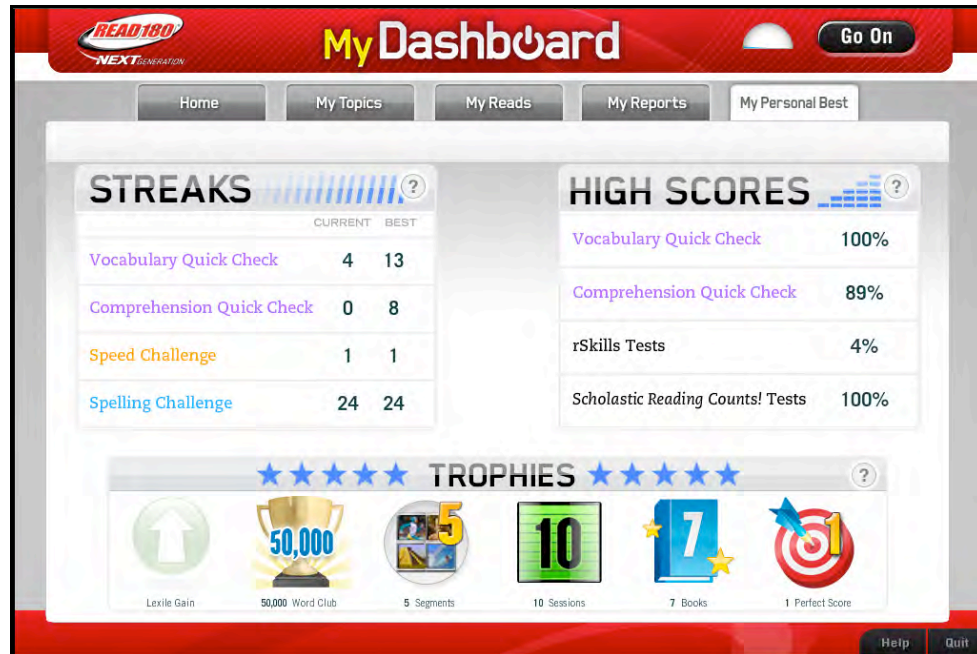 READ180
NEXT GENERATION
My Dashboard
Go On
Home
My Topics
My Reads
My Reports
My Personal Best
STREAKS
?
CURRENT BEST
Vocabulary Quick Check 4 13
Comprehension Quick Check 0 8
Speed Challenge 1 1
Spelling Challenge 24 24
HIGH SCORES
?
Vocabulary Quick Check 100%
Comprehension Quick Check 89%
rSkills Tests 4%
Scholastic Reading Counts! Tests 100%
TROPHIES
?
50,000
5
10
7
1
Lexile Gain
50,000 Word Club
5 Segments
10 Sessions
7 Books
1 Perfect Score
Help
Quit